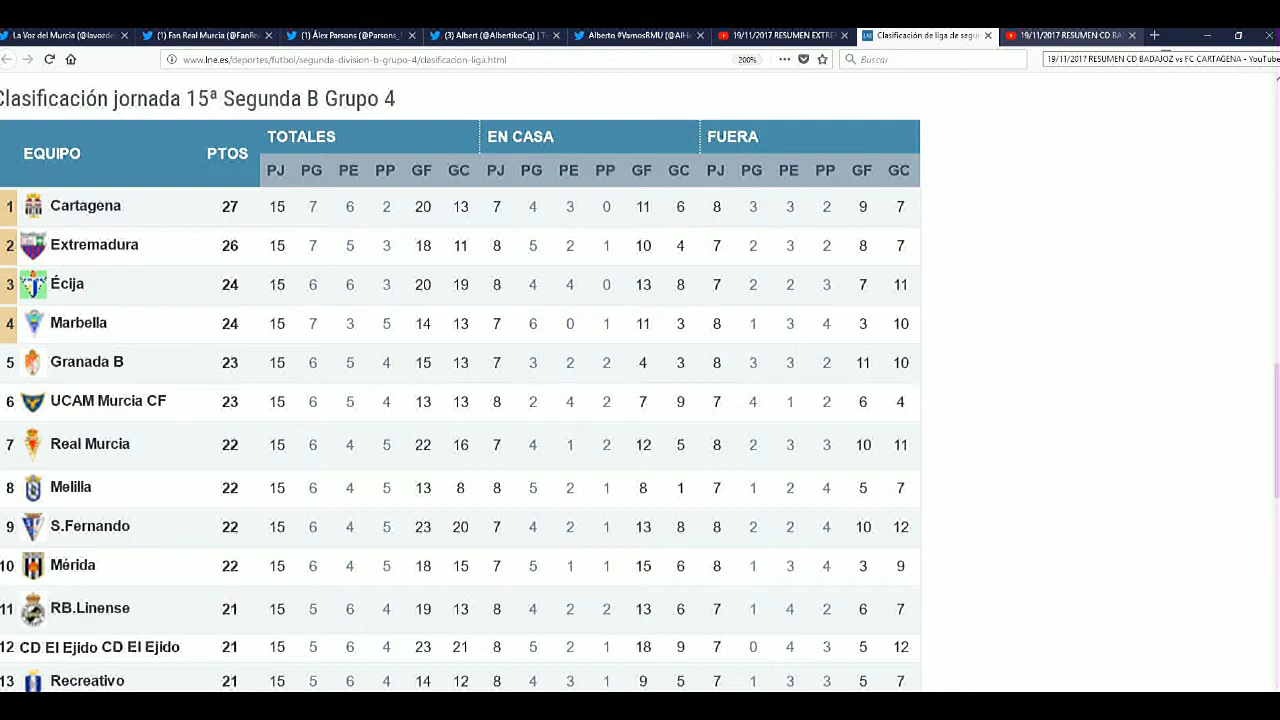 La Voz del Murcia (@lavozdel (1) Fan Real Murcia (@FanRe (1) Álex Parsons (@Parsons_ (3) Albert (@AlbertikoCg) | T Alberto #VamosRMU (@AlH 19/11/2017 RESUMEN EXTRE Clasificación de liga de segu 19/11/2017 RESUMEN CD BA
www.lne.es/deportes/futbol/segunda-division-b-grupo-4/clasificacion-liga.html 200% Buscar 19/11/2017 RESUMEN CD BADAJOZ vs FC CARTAGENA - YouTube
Clasificación jornada 15ª Segunda B Grupo 4
EQUIPO PTOS TOTALES EN CASA FUERA
PJ PG PE PP GF GC PJ PG PE PP GF GC PJ PG PE PP GF GC
1 Cartagena 27 15 7 6 2 20 13 7 4 3 0 11 6 8 3 3 2 9 7
2 Extremadura 26 15 7 5 3 18 11 8 5 2 1 10 4 7 2 3 2 8 7
3 Écija 24 15 6 6 3 20 19 8 4 4 0 13 8 7 2 2 3 7 11
4 Marbella 24 15 7 3 5 14 13 7 6 0 1 11 3 8 1 3 4 3 10
5 Granada B 23 15 6 5 4 15 13 7 3 2 2 4 3 8 3 3 2 11 10
6 UCAM Murcia CF 23 15 6 5 4 13 13 8 2 4 2 7 9 7 4 1 2 6 4
7 Real Murcia 22 15 6 4 5 22 16 7 4 1 2 12 5 8 2 3 3 10 11
8 Melilla 22 15 6 4 5 13 8 8 5 2 1 8 1 7 1 2 4 5 7
9 S.Fernando 22 15 6 4 5 23 20 7 4 2 1 13 8 8 2 2 4 10 12
10 Mérida 22 15 6 4 5 18 15 7 5 1 1 15 6 8 1 3 4 3 9
11 RB.Linense 21 15 5 6 4 19 13 8 4 2 2 13 6 7 1 4 2 6 7
12 CD El Ejido CD El Ejido 21 15 5 6 4 23 21 8 5 2 1 18 9 7 0 4 3 5 12
13 Recreativo 21 15 5 6 4 14 12 8 4 3 1 9 5 7 1 3 3 5 7